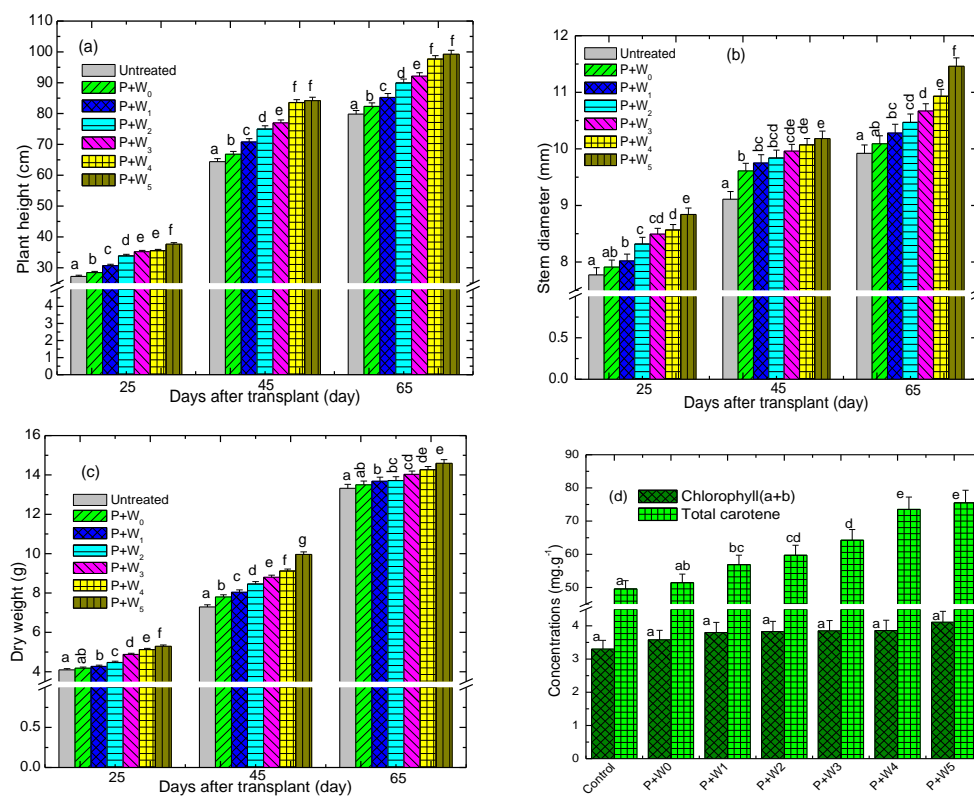 (a)
Untreated
P+W0
P+W1
P+W2
P+W3
P+W4
P+W5
Plant height (cm)
110
100
90
80
70
60
50
40
30
4
3
2
1
0
a b c d e e f
a b c d e f f
a b c d e f f
25 45 65
Days after transplant (day)
(b)
Untreated
P+W0
P+W1
P+W2
P+W3
P+W4
P+W5
Stem diameter (mm)
12
11
10
9
8
0.5
0.0
a ab b c cd d e
a b bc bcd cde de e
a ab bc cd d e f
25 45 65
Days after transplant (day)
(c)
Untreated
P+W0
P+W1
P+W2
P+W3
P+W4
P+W5
Dry weight (g)
16
14
12
10
8
6
4
0.5
0.0
a ab b c d e f
a b c d e f g
a ab b bc cd de e
25 45 65
Days after transplant (day)
(d)
Chlorophyll(a+b)
Total carotene
Concentrations (mg.g-1)
90
80
70
60
50
4
3
2
1
0
a ab bc cd d e e
a a a a a a a
Control P+W0 P+W1 P+W2 P+W3 P+W4 P+W5